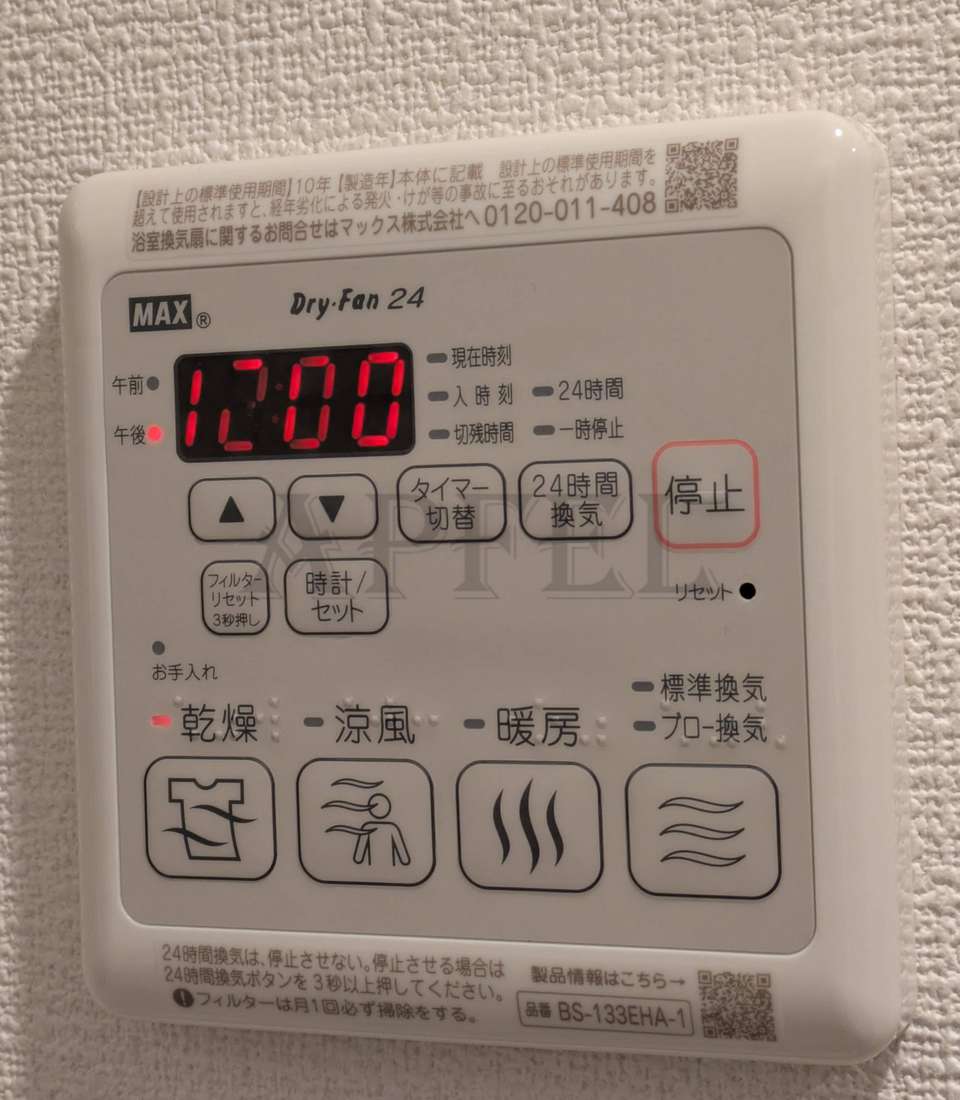 【設計上の標準使用期間】10年 【製造年】本体に記載 設計上の標準使用期間を
超えて使用されますと、経年劣化による発火・けが等の事故に至るおそれがあります。
浴室換気扇に関するお問合せはマックス株式会社へ 0120-011-408
MAX® Dry・Fan 24
午前
午後
12:00
現在時刻
入時刻 24時間
切残時間 一時停止
▲ ▼
タイマー
切替
24時間
換気
停止
APFEL
フィルター
リセット
3秒押し
時計/
セット
リセット
お手入れ
標準換気
乾燥 涼風 暖房 ブロー換気
24時間換気は、停止させない。停止させる場合は
24時間換気ボタンを3秒以上押してください。
フィルターは月1回必ず掃除をする。
製品情報はこちら→
品番 BS-133EHA-1